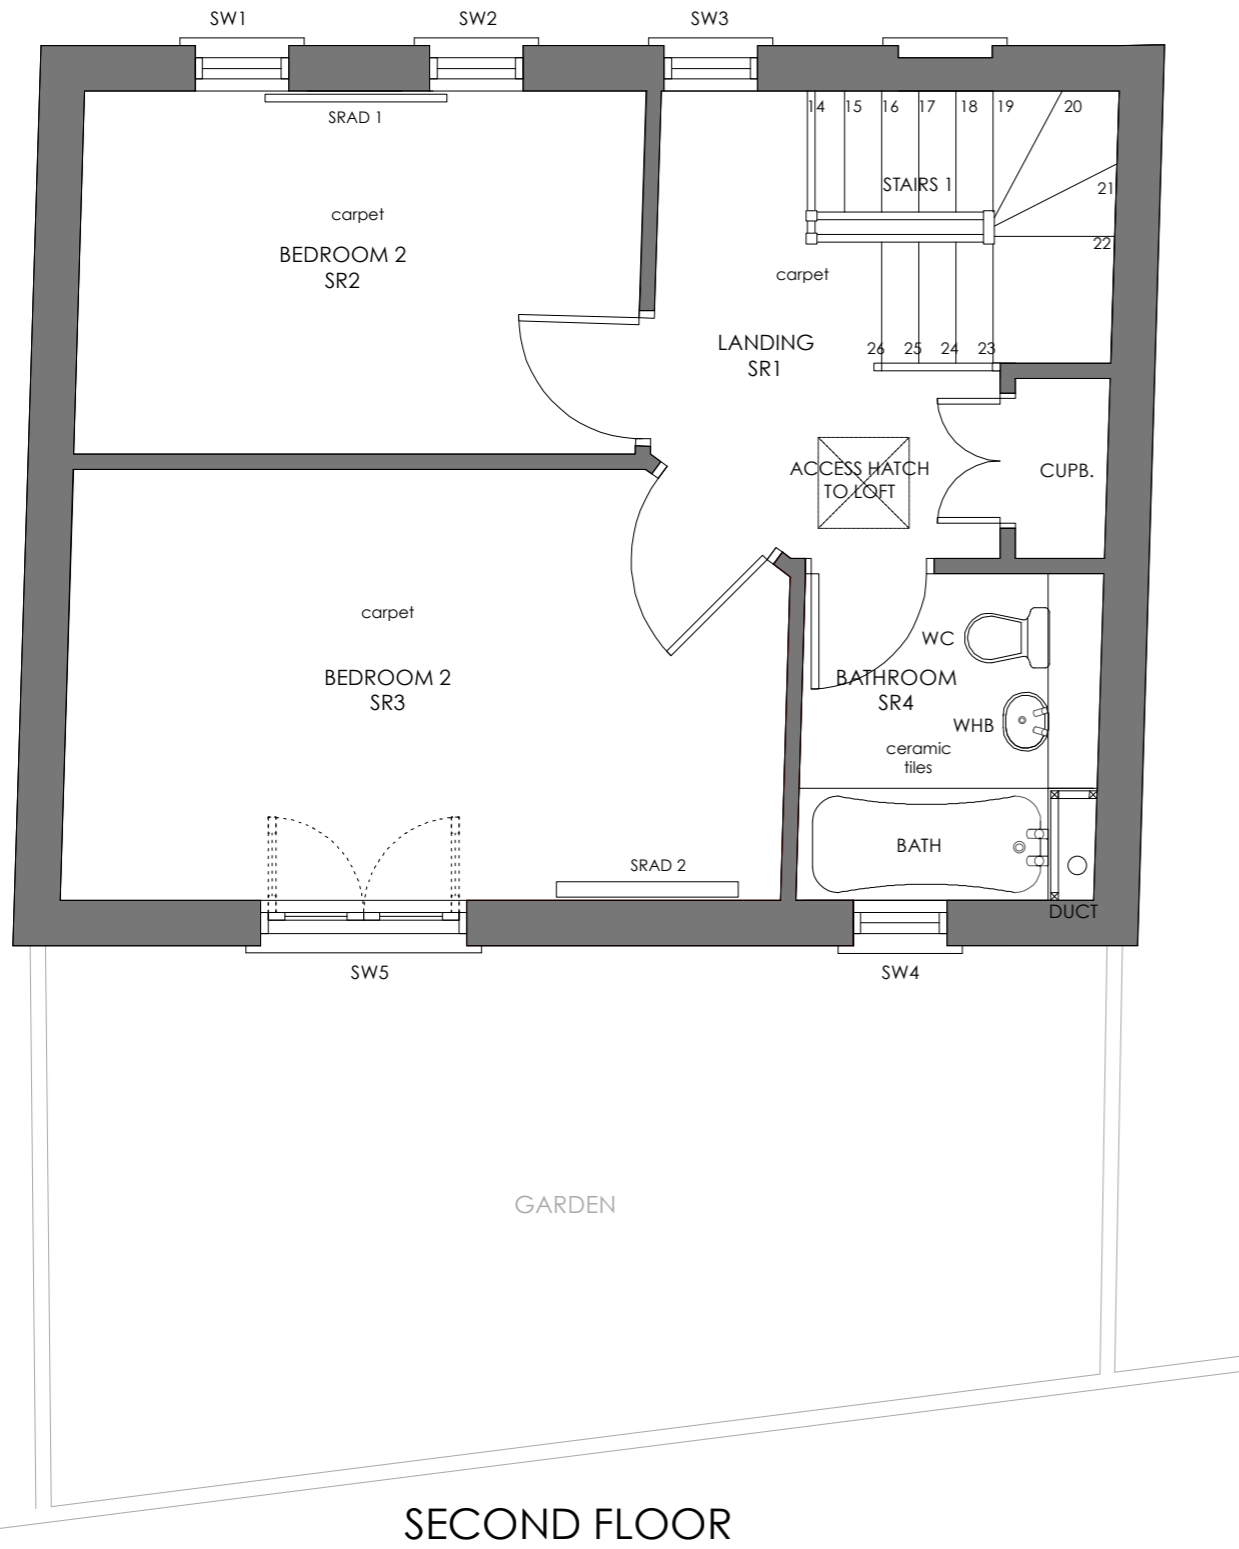 SW1
SW2
SW3
SRAD 1
14
15
16
17
18
19
20
STAIRS 1
21
22
carpet
BEDROOM 2
SR2
carpet
LANDING
SR1
26
25
24
23
ACCESS HATCH
TO LOFT
CUPB.
carpet
BEDROOM 2
SR3
WC
BATHROOM
SR4
WHB
ceramic
tiles
BATH
SRAD 2
DUCT
SW5
SW4
GARDEN
SECOND FLOOR